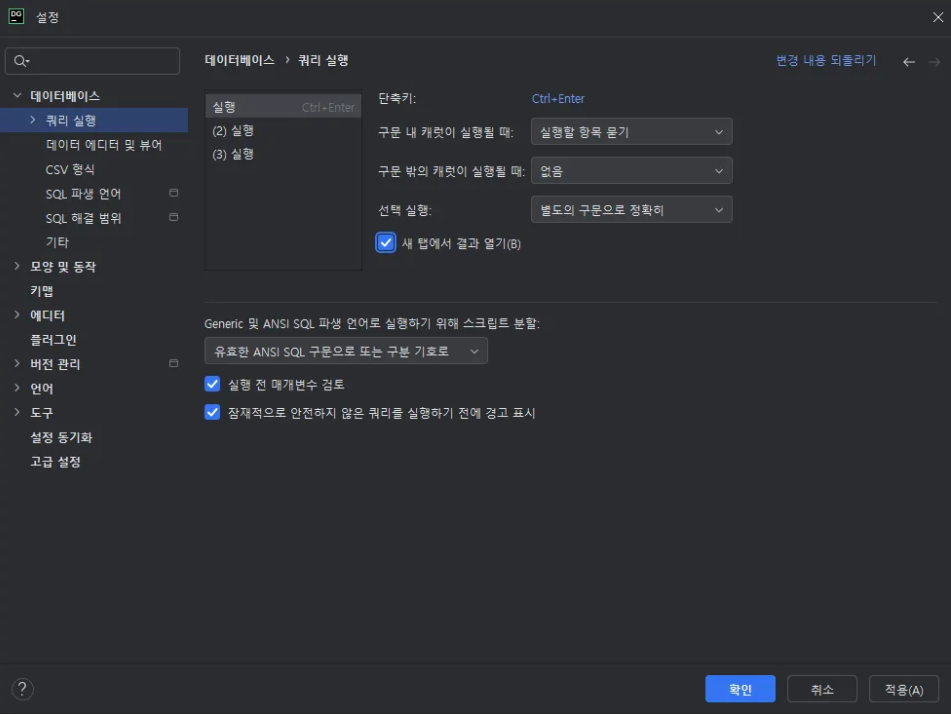 DG 설정
데이터베이스 › 쿼리 실행
변경 내용 되돌리기
데이터베이스
쿼리 실행
데이터 에디터 및 뷰어
CSV 형식
SQL 파생 언어
SQL 해결 범위
기타
모양 및 동작
키맵
에디터
플러그인
버전 관리
언어
도구
설정 동기화
고급 설정
실행 Ctrl+Enter
(2) 실행
(3) 실행
단축키: Ctrl+Enter
구문 내 캐럿이 실행될 때: 실행할 항목 묻기
구문 밖의 캐럿이 실행될 때: 없음
선택 실행: 별도의 구문으로 정확히
새 탭에서 결과 열기(B)
Generic 및 ANSI SQL 파생 언어로 실행하기 위해 스크립트 분할:
유효한 ANSI SQL 구문으로 또는 구분 기호로
실행 전 매개변수 검토
잠재적으로 안전하지 않은 쿼리를 실행하기 전에 경고 표시
? 확인 취소 적용(A)